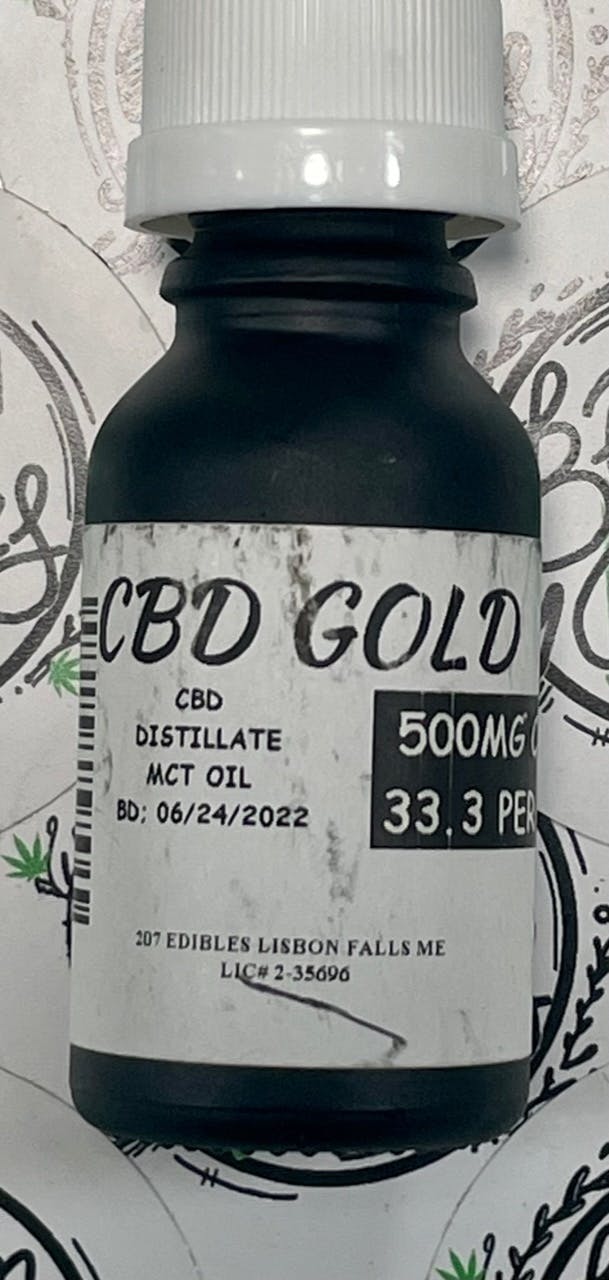 CBD GOLD
CBD
DISTILLATE
MCT OIL
BD; 06/24/2022
500MG
33.3 PER
207 EDIBLES LISBON FALLS ME
LIC# 2-35696